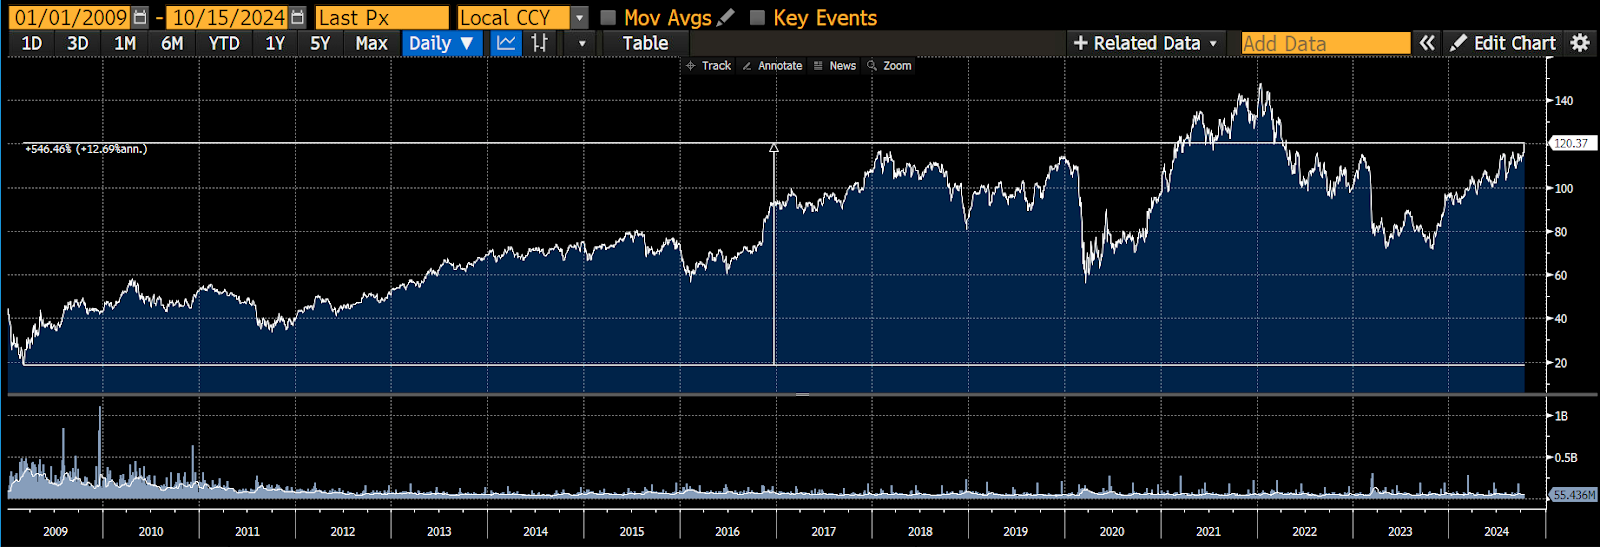 01/01/2009 - 10/15/2024 Last Px Local CCY Mov Avgs Key Events
1D 3D 1M 6M YTD 1Y 5Y Max Daily ▼ Table + Related Data Add Data « Edit Chart
Track Annotate News Zoom
140
+546.46% (+12.69%ann.) 120.37
100
80
60
40
20
1B
0.5B
55.436M
2009 2010 2011 2012 2013 2014 2015 2016 2017 2018 2019 2020 2021 2022 2023 2024